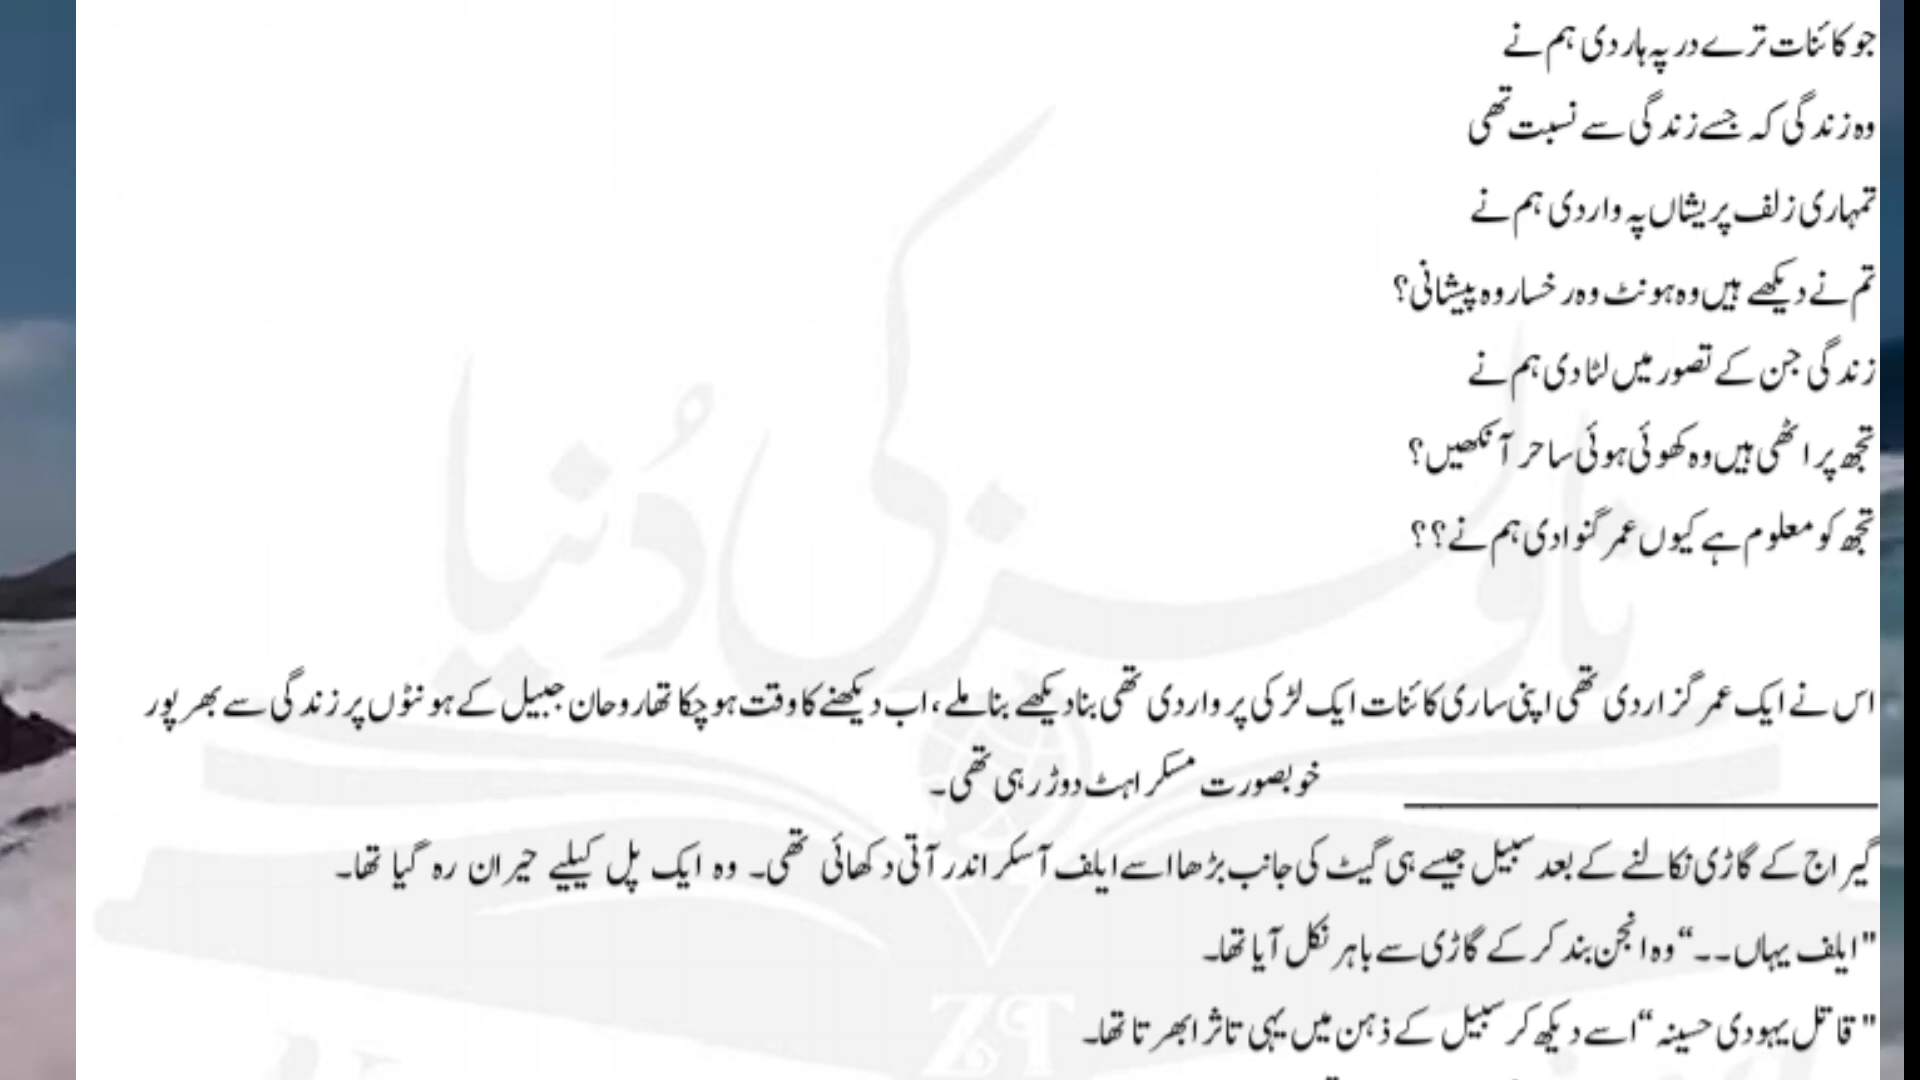 جو کائنات ترے در پہ ہار دی ہم نے
وہ زندگی کہ جسے زندگی سے نسبت تھی
تمہاری زلف پریشاں پہ وار دی ہم نے
تم نے دیکھے ہیں وہ ہونٹ وہ رخسار وہ پیشانی؟
زندگی جن کے تصور میں لٹا دی ہم نے
تجھ پر اٹھی ہیں وہ کھوئی ہوئی ساحر آنکھیں؟
تجھ کو معلوم ہے کیوں عمر گنوا دی ہم نے؟؟
اس نے ایک عمر گزار دی تھی اپنی ساری کائنات ایک لڑکی پر وار دی تھی بنا دیکھے بنا ملے، اب دیکھنے کا وقت ہو چکا تھا روحان جبیل کے ہونٹوں پر زندگی سے بھر پور
خوبصورت مسکراہٹ دوڑ رہی تھی۔
گیراج کے گاڑی نکالنے کے بعد سبیل جیسے ہی گیٹ کی جانب بڑھا اسے ایلف آسکر اندر آتی دکھائی تھی۔ وہ ایک پل کیلیے حیران رہ گیا تھا۔
"ایلف یہاں۔۔“ وہ انجن بند کر کے گاڑی سے باہر نکل آیا تھا۔
"قاتل یہودی حسینہ“ اسے دیکھ کر سبیل کے ذہن میں یہی تاثر ابھرتا تھا۔
ناولز کی دُنیا